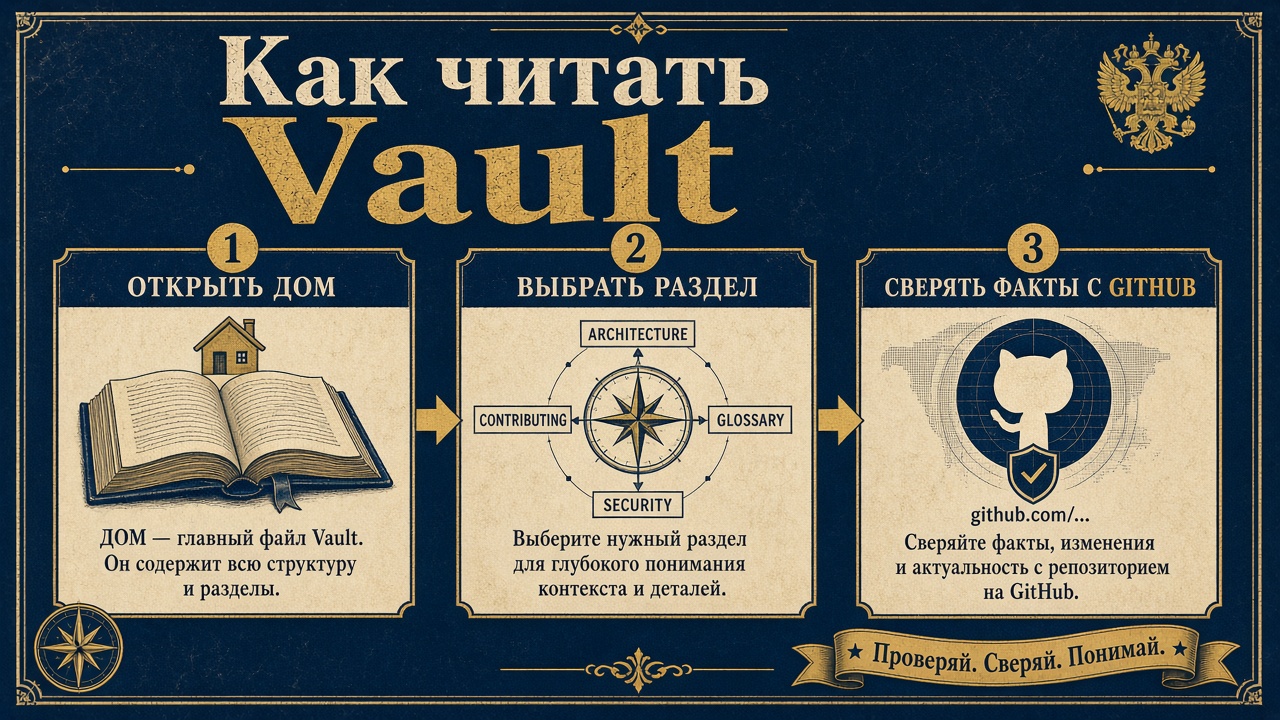 Как читать
Vault
1
ОТКРЫТЬ ДОМ
ДОМ — главный файл Vault.
Он содержит всю структуру
и разделы.
2
ВЫБРАТЬ РАЗДЕЛ
ARCHITECTURE
CONTRIBUTING
GLOSSARY
SECURITY
Выберите нужный раздел
для глубокого понимания
контекста и деталей.
3
СВЕРЯТЬ ФАКТЫ С GITHUB
github.com/...
Сверяйте факты, изменения
и актуальность с репозиторием
на GitHub.
★ Проверяй. Сверяй. Понимай. ★